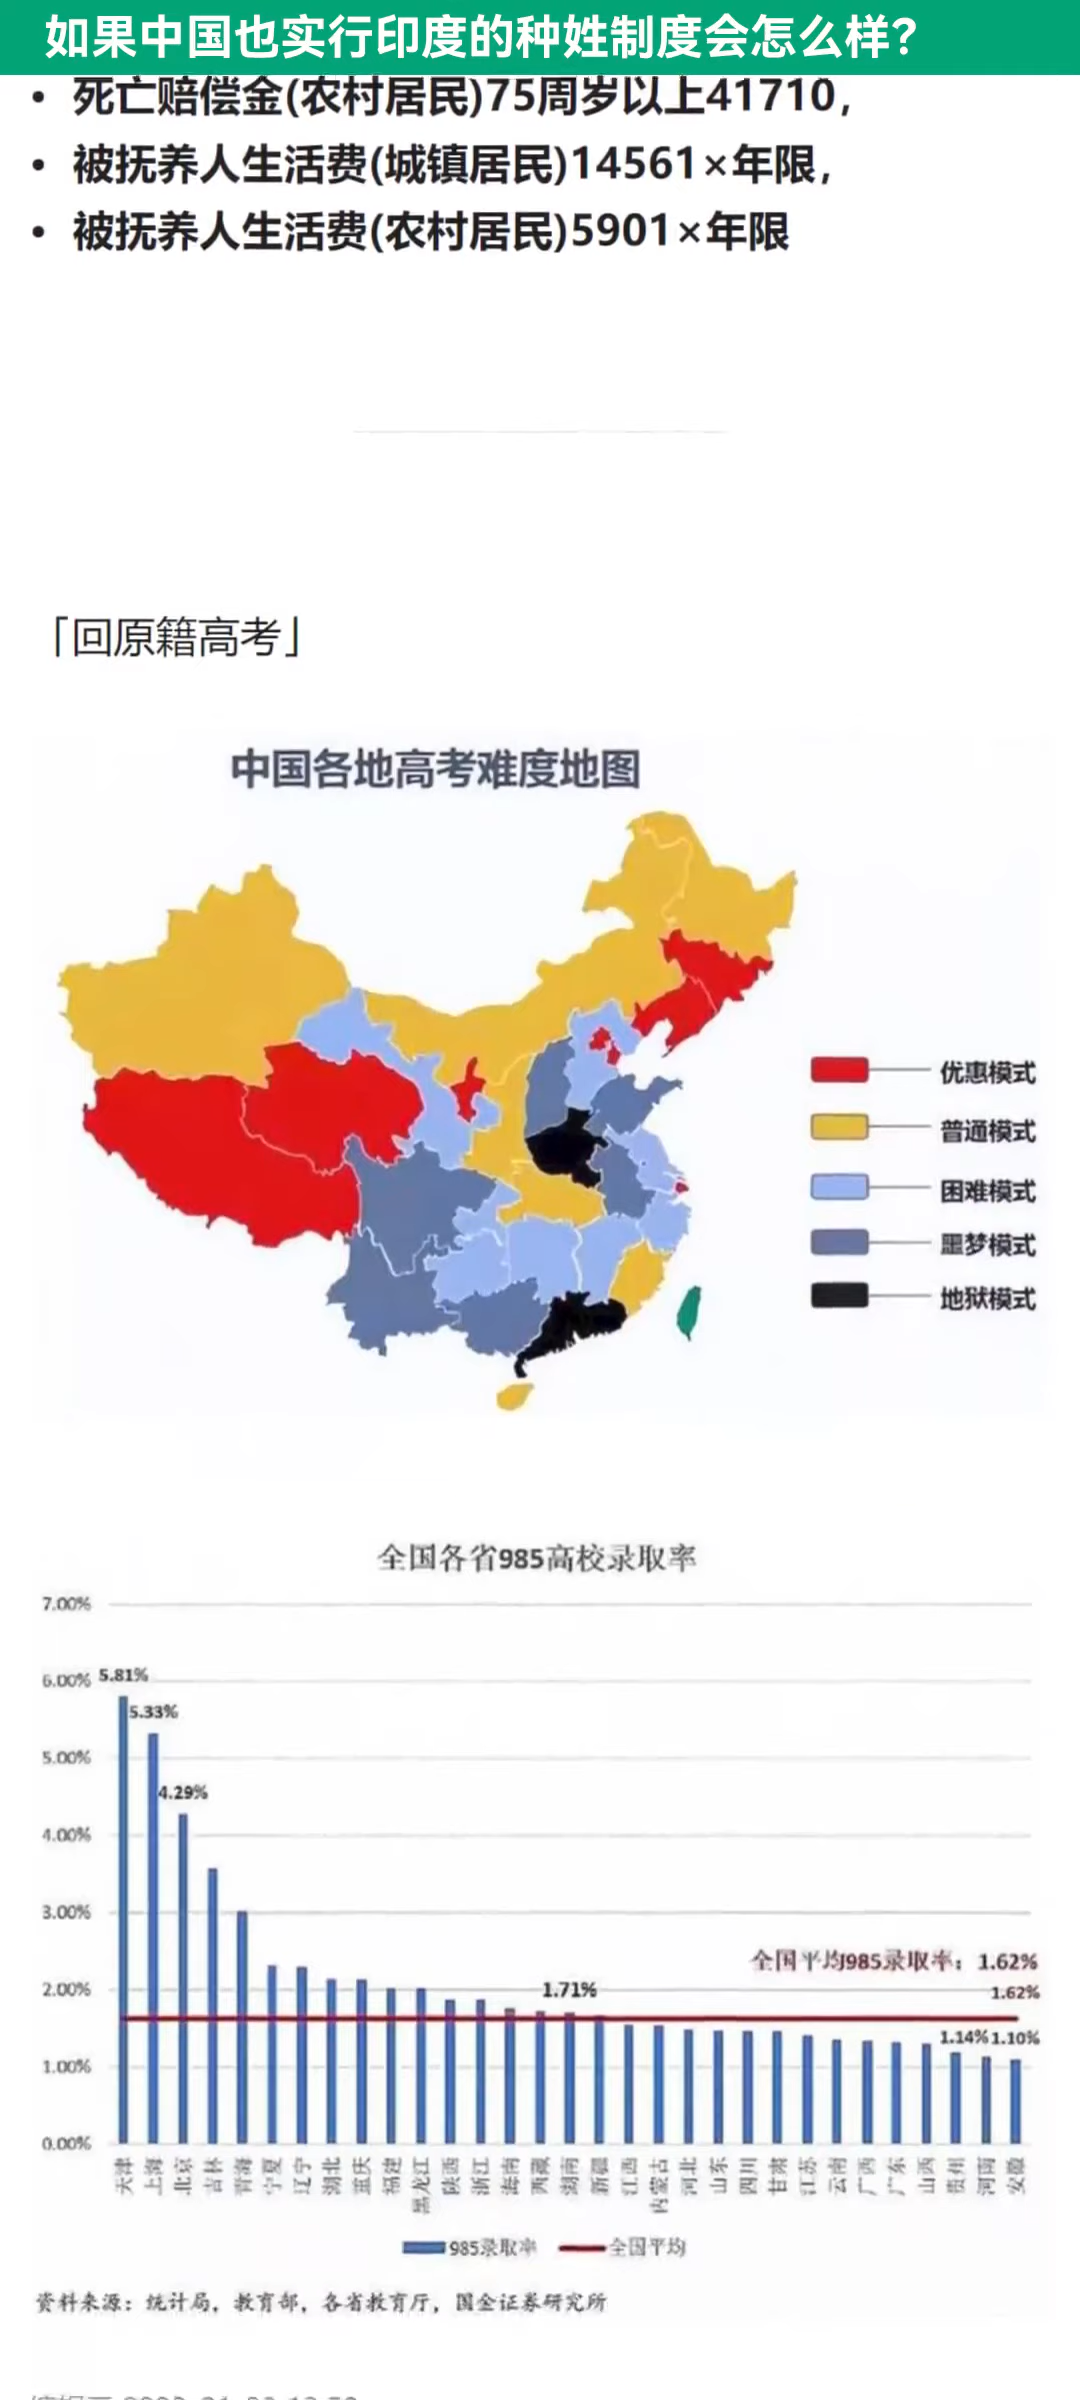 如果中国也实行印度的种姓制度会怎么样？
• 死亡赔偿金(农村居民)75周岁以上41710，
• 被抚养人生活费(城镇居民)14561×年限，
• 被抚养人生活费(农村居民)5901×年限
「回原籍高考」
中国各地高考难度地图
优惠模式
普通模式
困难模式
噩梦模式
地狱模式
全国各省985高校录取率
7.00%
6.00%
5.81%
5.33%
5.00%
4.29%
4.00%
3.00%
全国平均985录取率：1.62%
2.00%
1.71%
1.62%
1.14%
1.10%
1.00%
0.00%
天津
上海
北京
吉林
青海
宁夏
辽宁
湖北
重庆
福建
黑龙江
陕西
浙江
海南
西藏
湖南
新疆
江西
内蒙古
河北
山东
四川
甘肃
江苏
云南
广西
广东
山西
贵州
河南
安徽
985录取率
全国平均
资料来源：统计局，教育部，各省教育厅，国金证券研究所